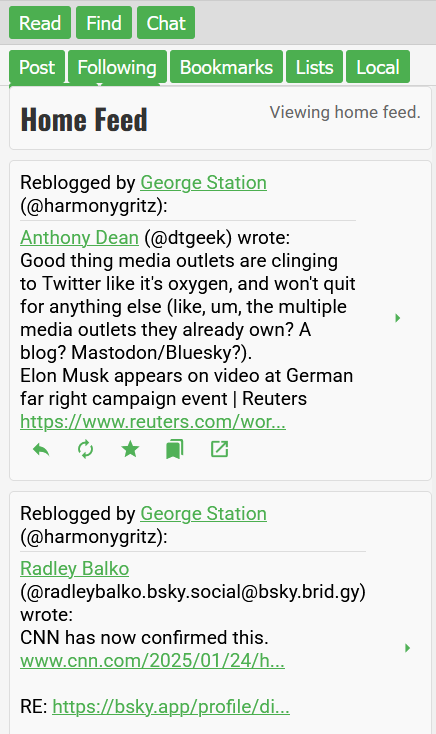 Read Find Chat
Post Following Bookmarks Lists Local
Home Feed
Viewing home feed.
Reblogged by George Station
(@harmonygritz):
Anthony Dean (@dtgeek) wrote:
Good thing media outlets are clinging
to Twitter like it's oxygen, and won't quit
for anything else (like, um, the multiple
media outlets they already own? A
blog? Mastodon/Bluesky?).
Elon Musk appears on video at German
far right campaign event | Reuters
https://www.reuters.com/wor...
Reblogged by George Station
(@harmonygritz):
Radley Balko
(@radleybalko.bsky.social@bsky.brid.gy)
wrote:
CNN has now confirmed this.
www.cnn.com/2025/01/24/h...
RE: https://bsky.app/profile/di...